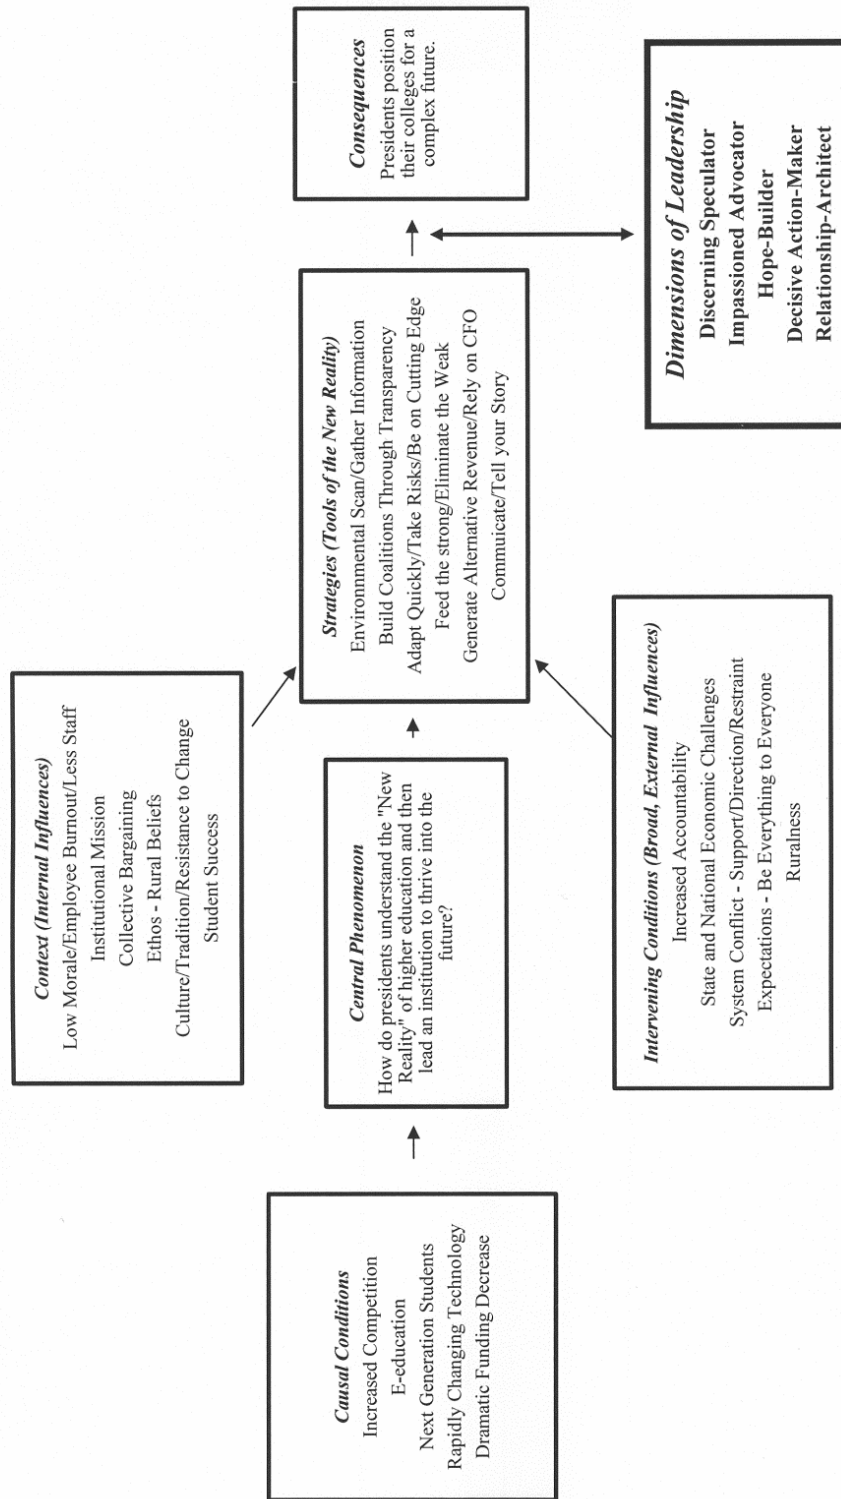 Causal Conditions
Increased Competition
E-education
Next Generation Students
Rapidly Changing Technology
Dramatic Funding Decrease
Context (Internal Influences)
Low Morale/Employee Burnout/Less Staff
Institutional Mission
Collective Bargaining
Ethos - Rural Beliefs
Culture/Tradition/Resistance to Change
Student Success
Central Phenomenon
How do presidents understand the "New
Reality" of higher education and then
lead an institution to thrive into the
future?
Intervening Conditions (Broad, External Influences)
Increased Accountability
State and National Economic Challenges
System Conflict - Support/Direction/Restraint
Expectations - Be Everything to Everyone
Ruralness
Strategies (Tools of the New Reality)
Environmental Scan/Gather Information
Build Coalitions Through Transparency
Adapt Quickly/Take Risks/Be on Cutting Edge
Feed the strong/Eliminate the Weak
Generate Alternative Revenue/Rely on CFO
Commuicate/Tell your Story
Consequences
Presidents position
their colleges for a
complex future.
Dimensions of Leadership
Discerning Speculator
Impassioned Advocator
Hope-Builder
Decisive Action-Maker
Relationship-Architect